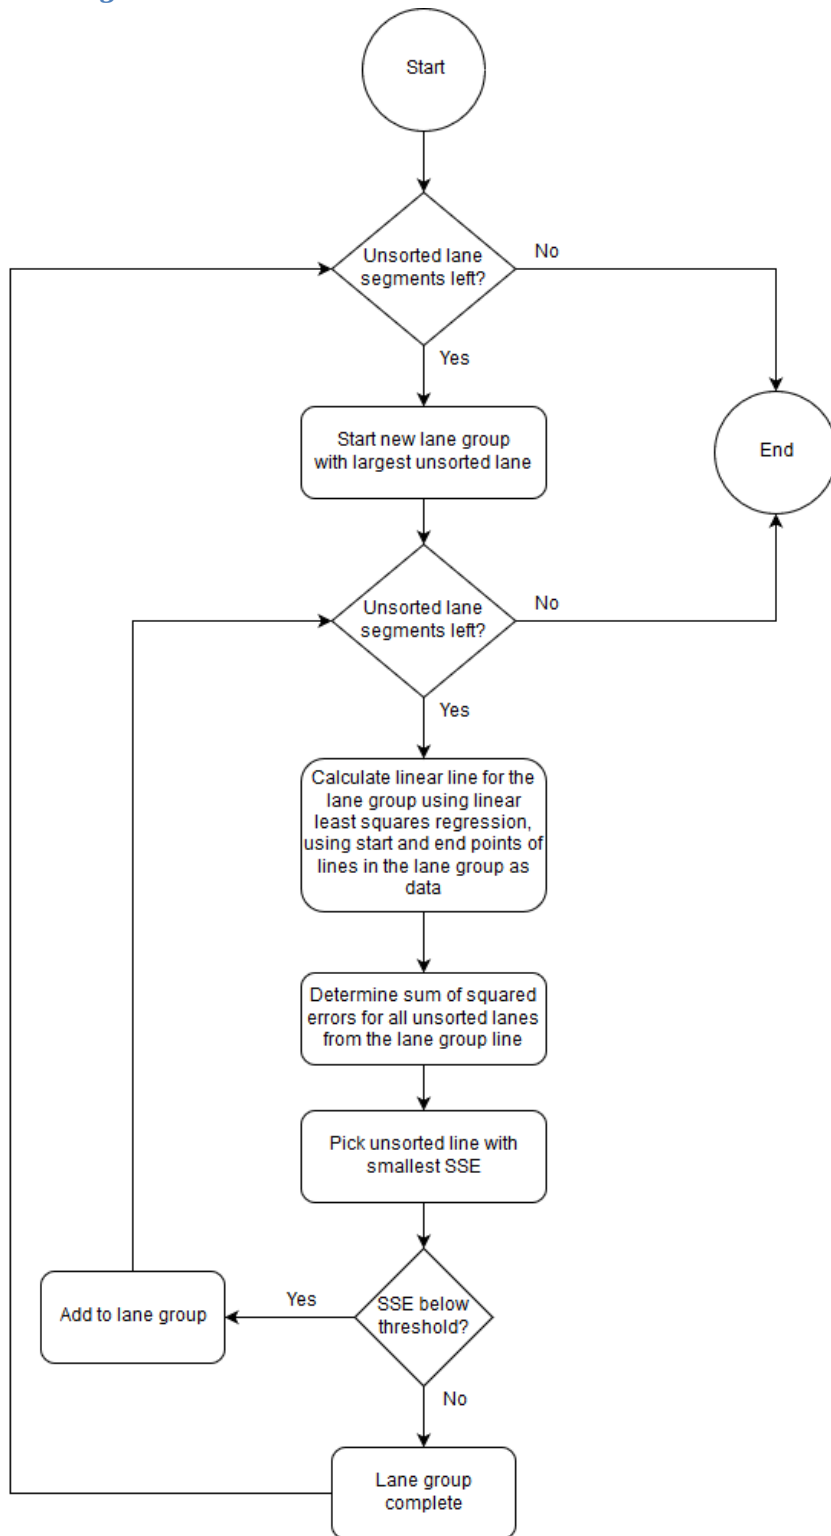 Start
Unsorted lane
segments left?
No
Yes
Start new lane group
with largest unsorted lane
End
Unsorted lane
segments left?
No
Yes
Calculate linear line for the
lane group using linear
least squares regression,
using start and end points of
lines in the lane group as
data
Determine sum of squared
errors for all unsorted lanes
from the lane group line
Pick unsorted line with
smallest SSE
Add to lane group
Yes
SSE below
threshold?
No
Lane group
complete